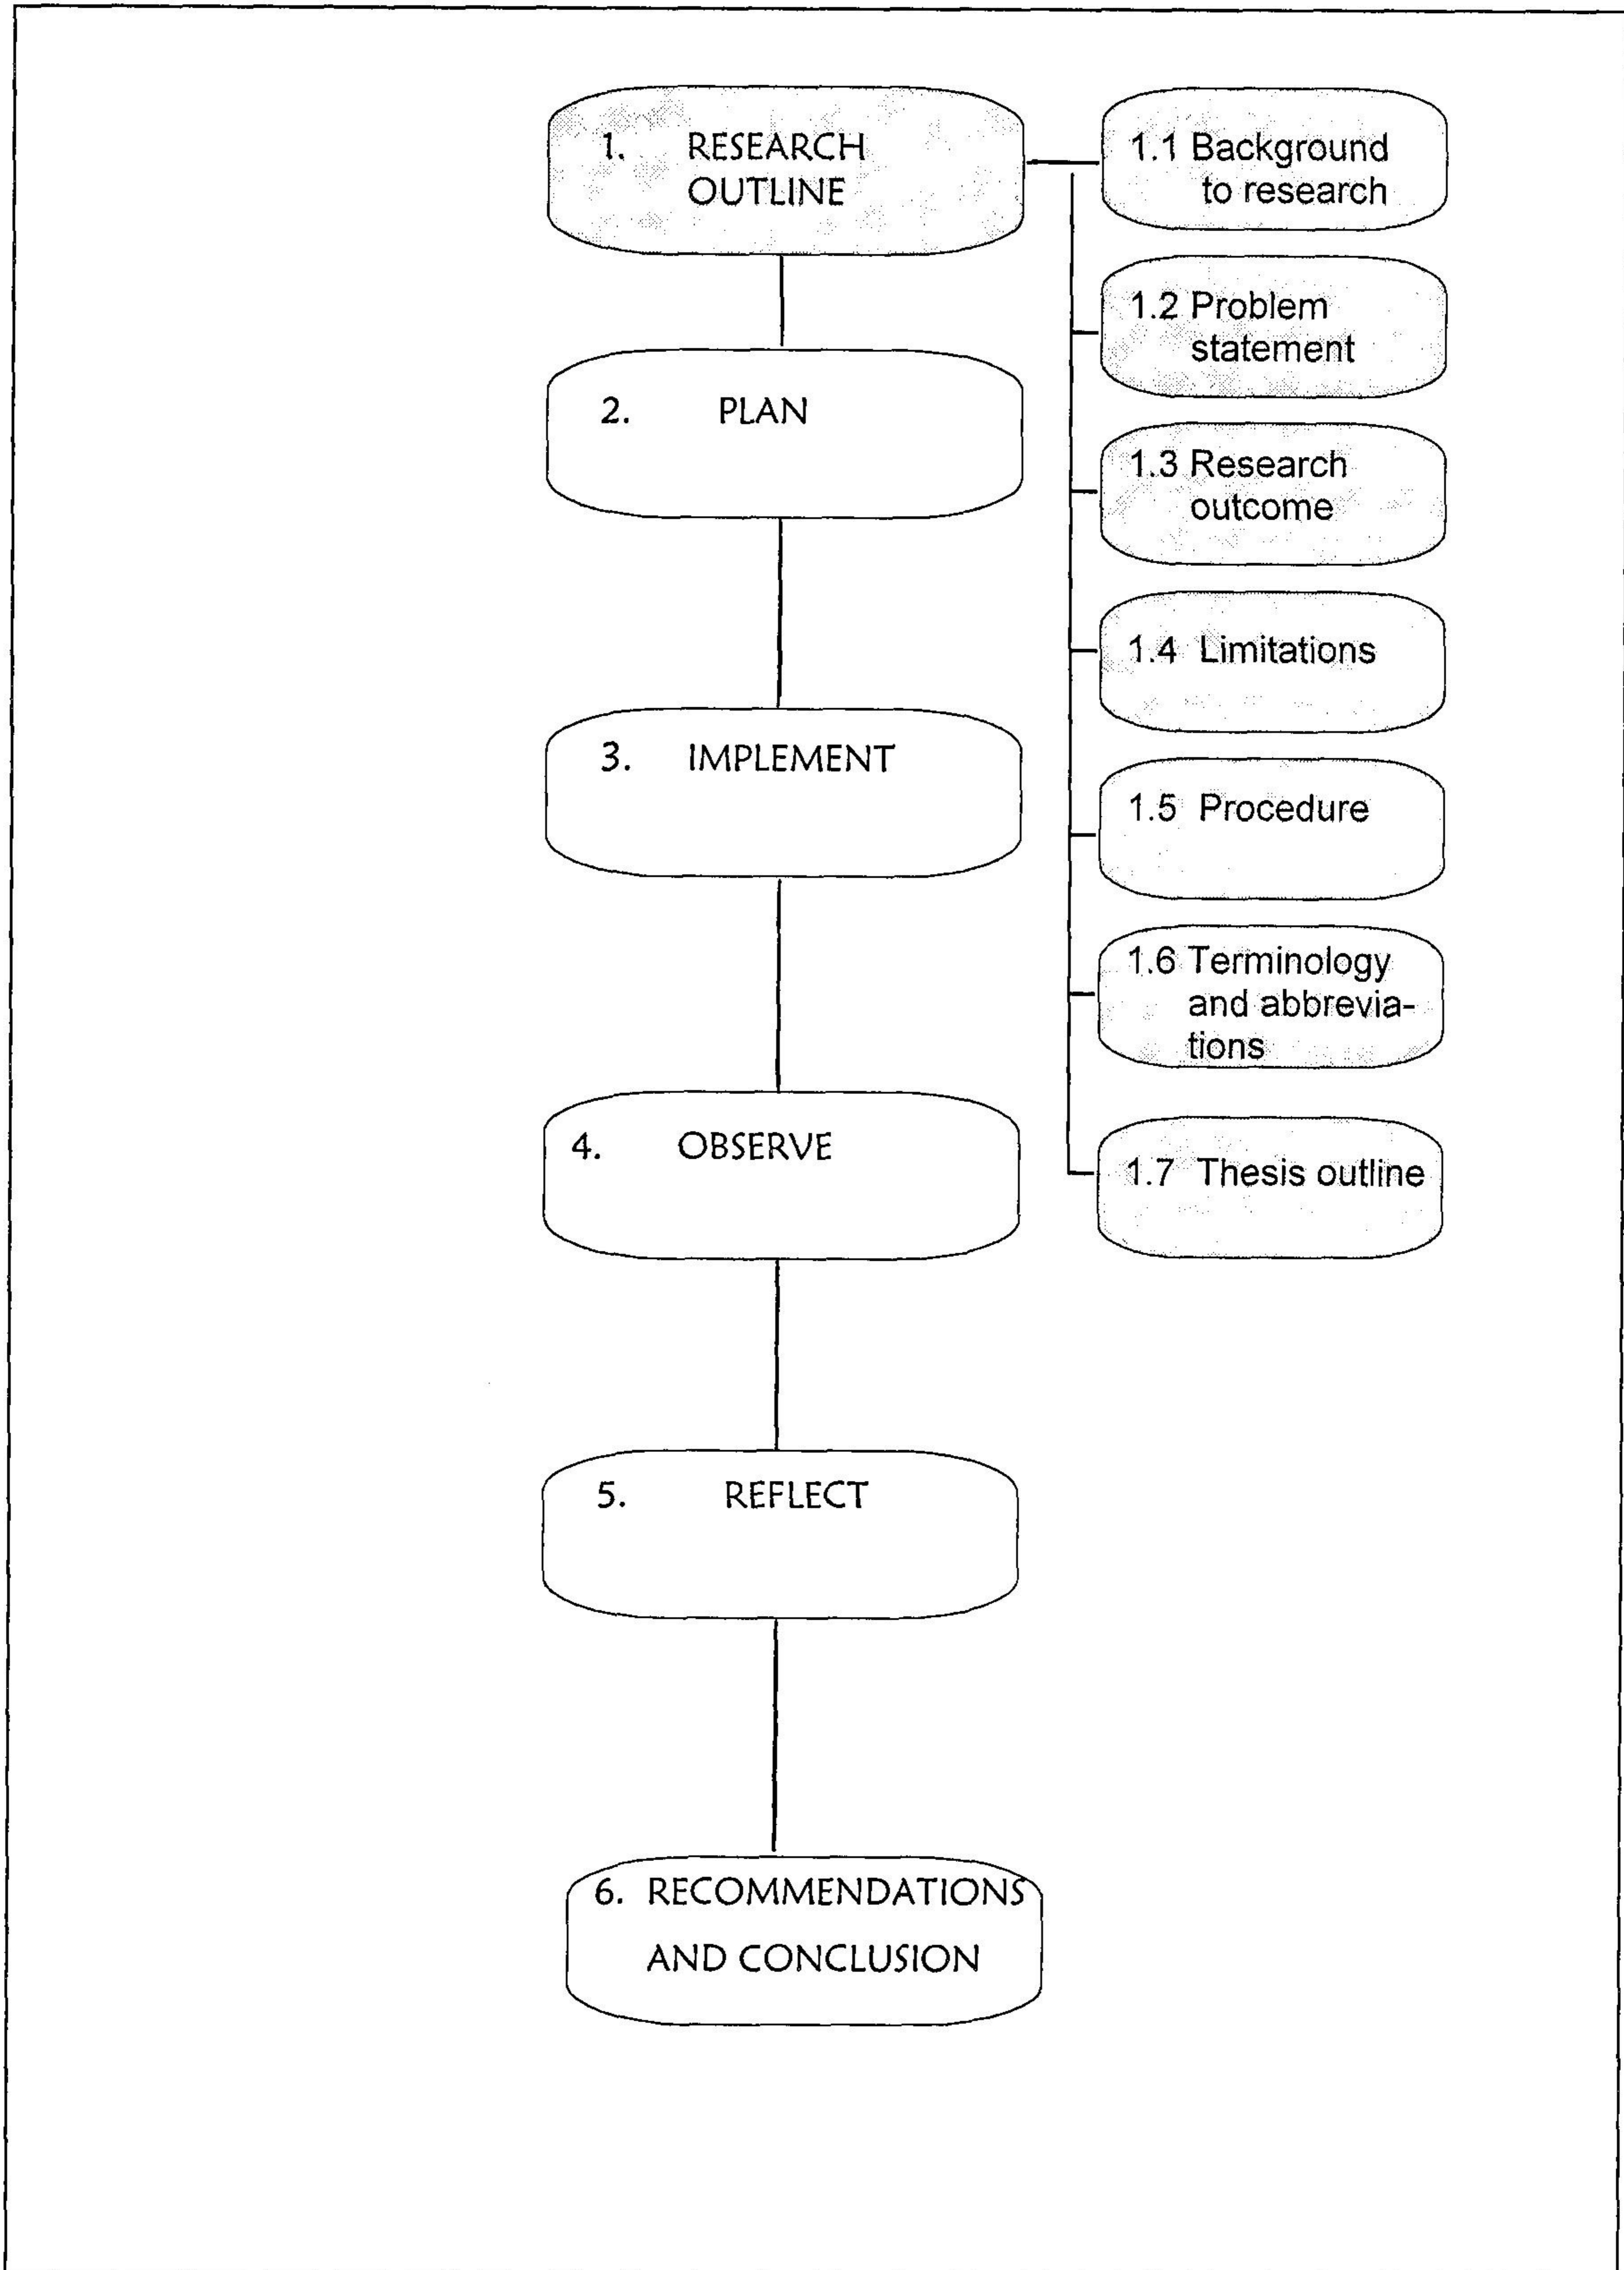 1. RESEARCH
OUTLINE
1.1 Background
to research
1.2 Problem
statement
1.3 Research
outcome
1.4 Limitations
1.5 Procedure
1.6 Terminology
and abbrevia-
tions
1.7 Thesis outline
2. PLAN
3. IMPLEMENT
4. OBSERVE
5. REFLECT
6. RECOMMENDATIONS
AND CONCLUSION